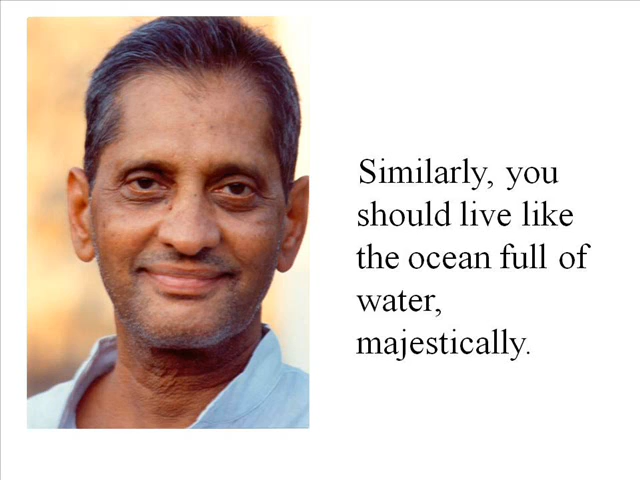 Similarly, you
should live like
the ocean full of
water,
majestically.